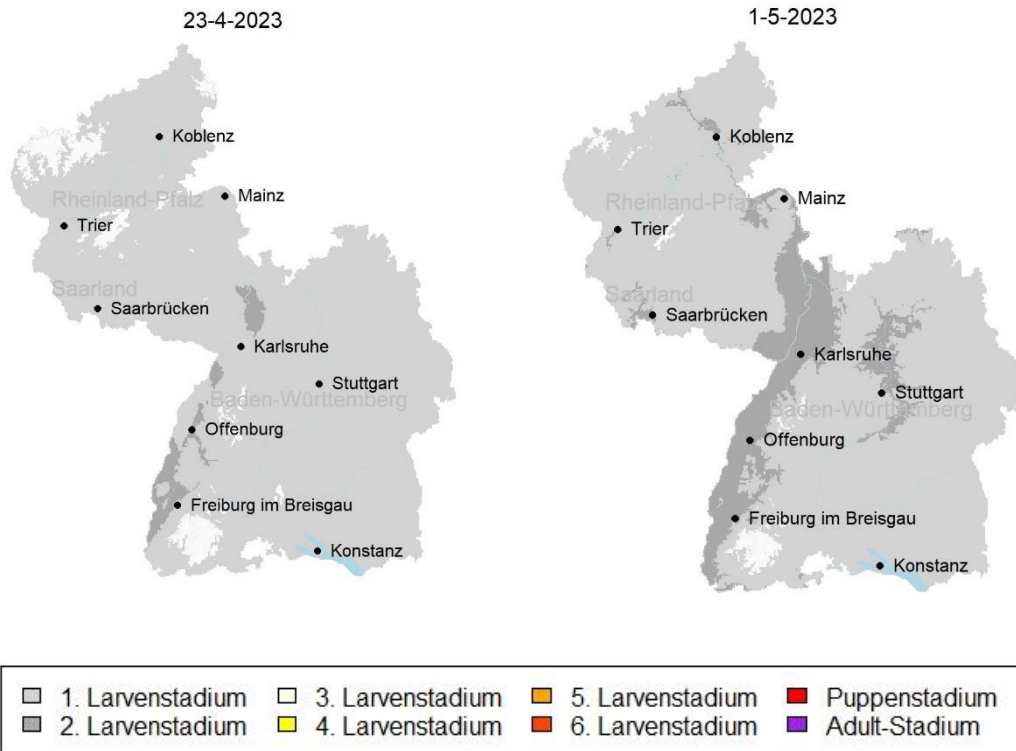 23-4-2023
Koblenz
Rheinland-Pfalz
Mainz
Trier
Saarland
Saarbrücken
Karlsruhe
Stuttgart
Baden-Württemberg
Offenburg
Freiburg im Breisgau
Konstanz
1-5-2023
Koblenz
Rheinland-Pfalz
Mainz
Trier
Saarland
Saarbrücken
Karlsruhe
Stuttgart
Baden-Württemberg
Offenburg
Freiburg im Breisgau
Konstanz
1. Larvenstadium 3. Larvenstadium 5. Larvenstadium Puppenstadium
2. Larvenstadium 4. Larvenstadium 6. Larvenstadium Adult-Stadium